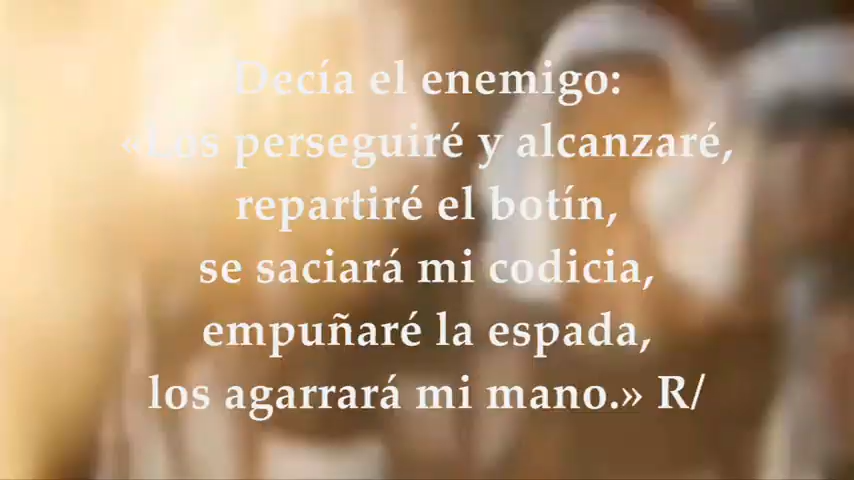 Decía el enemigo:
«Los perseguiré y alcanzaré,
repartiré el botín,
se saciará mi codicia,
empuñaré la espada,
los agarrará mi mano.» R/